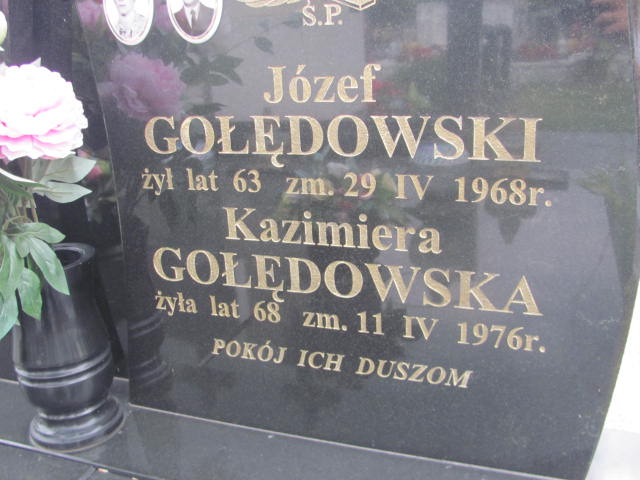 Ś.P.
Józef
GOŁĘDOWSKI
żył lat 63 zm. 29 IV 1968r.
Kazimiera
GOŁĘDOWSKA
żyła lat 68 zm. 11 IV 1976r.
POKÓJ ICH DUSZOM